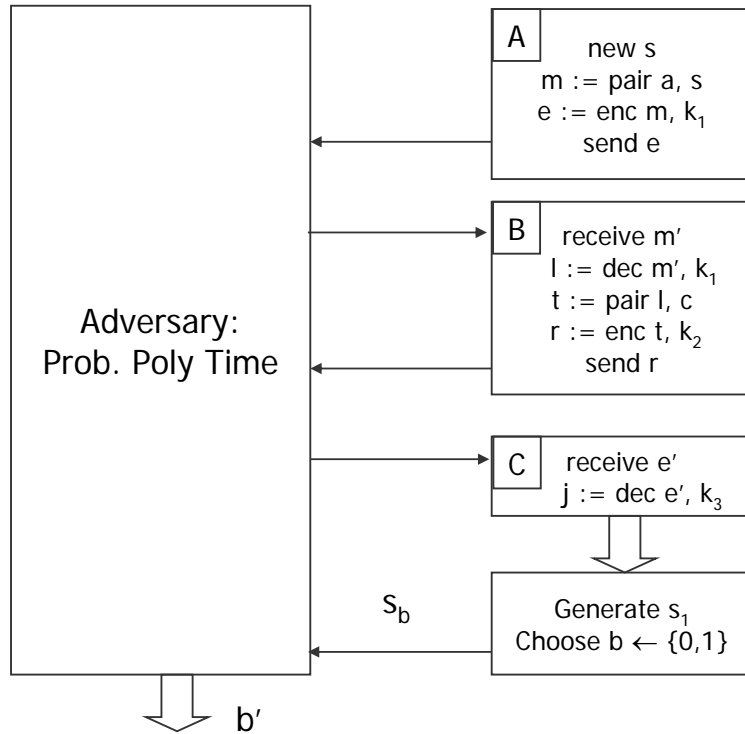 A
new s
m := pair a, s
e := enc m, k₁
send e
B
receive m′
l := dec m′, k₁
t := pair l, c
r := enc t, k₂
send r
Adversary:
Prob. Poly Time
C
receive e′
j := dec e′, k₃
s_b
Generate s₁
Choose b ← {0,1}
b′